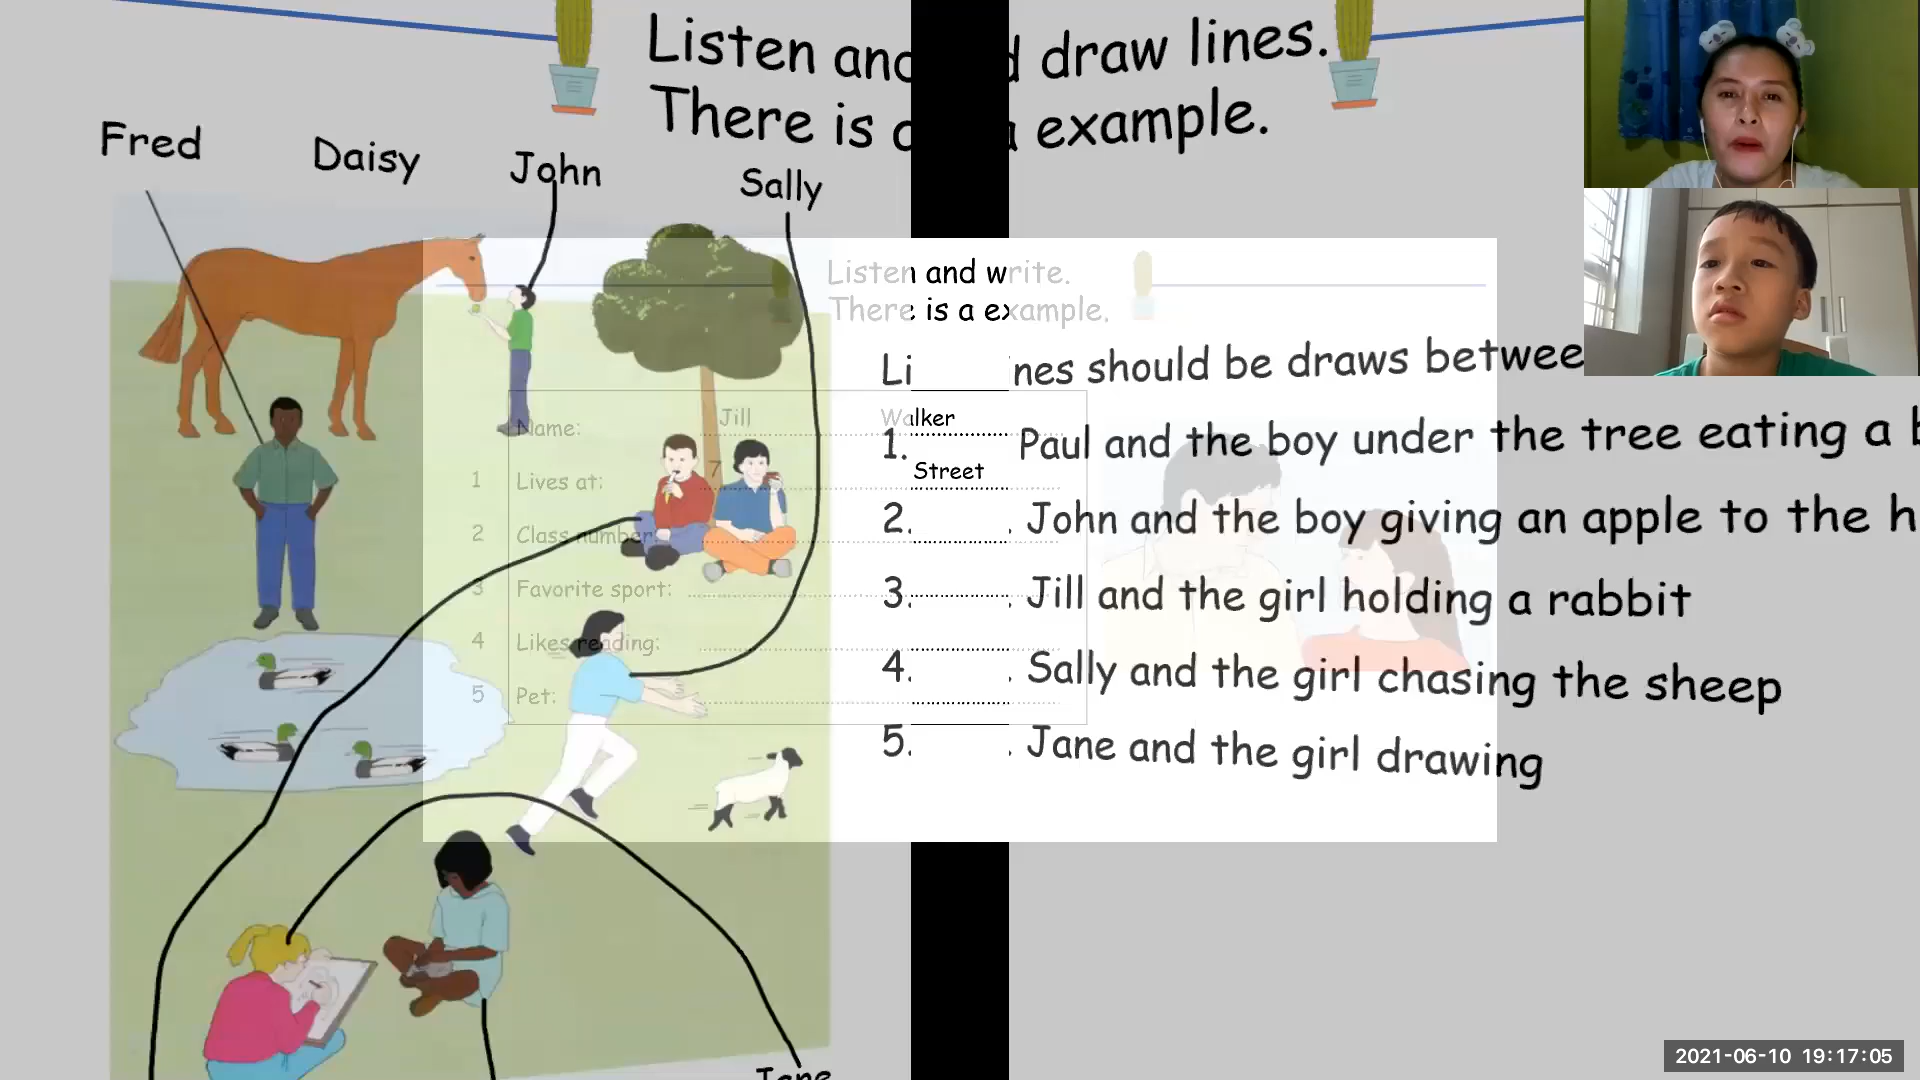 Listen and draw lines.
There is a example.
Fred
Daisy
John
Sally
Listen and write.
There is a example.
Name: Jill Walker
1 Lives at: 7 Street
2 Class number:
3 Favorite sport:
4 Likes reading:
5 Pet:
Lines should be draws betwee
1. Paul and the boy under the tree eating a b
2. John and the boy giving an apple to the h
3. Jill and the girl holding a rabbit
4. Sally and the girl chasing the sheep
5. Jane and the girl drawing
Jane
2021-06-10 19:17:05